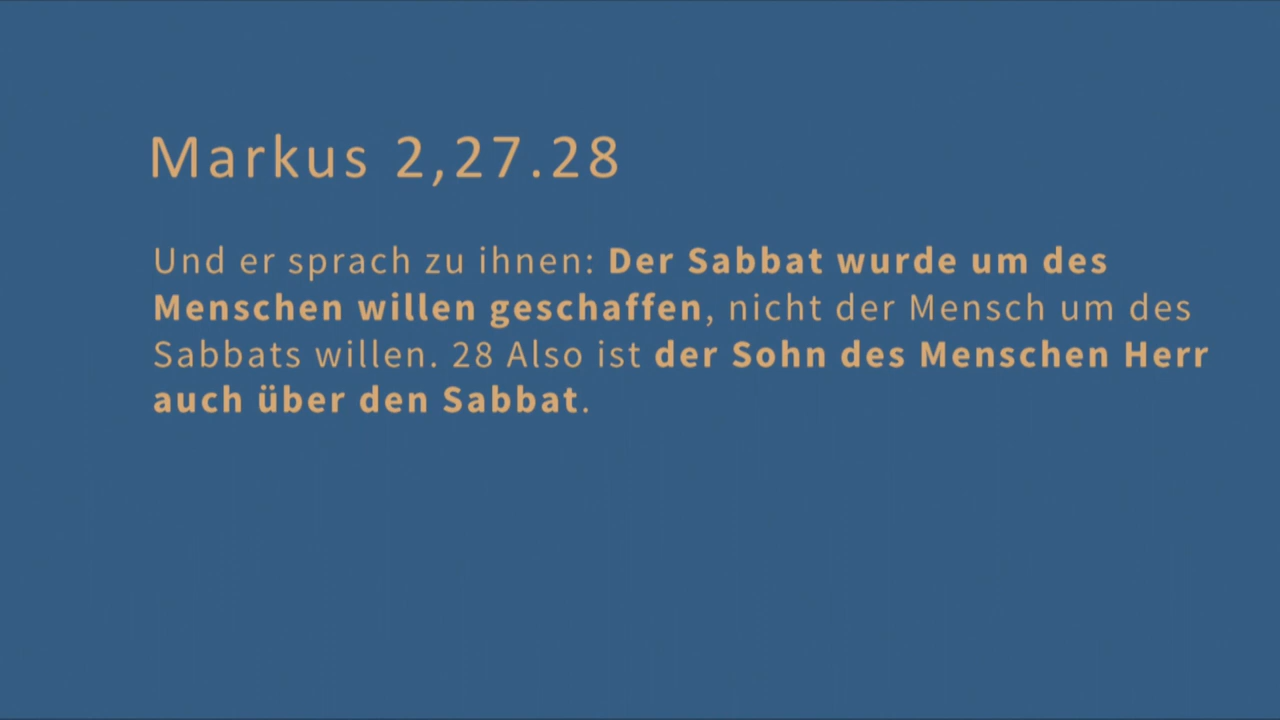 Markus 2,27.28
Und er sprach zu ihnen: Der Sabbat wurde um des
Menschen willen geschaffen, nicht der Mensch um des
Sabbats willen. 28 Also ist der Sohn des Menschen Herr
auch über den Sabbat.